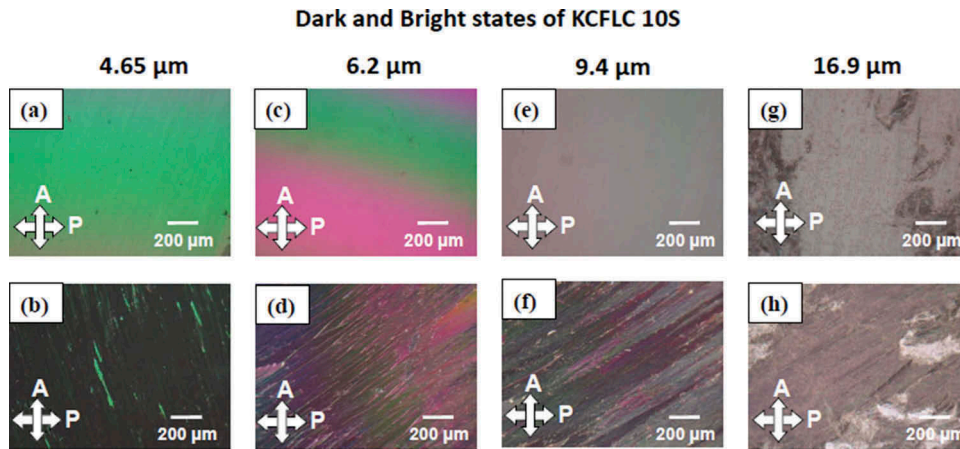 Dark and Bright states of KCFLC 10S
4.65 µm
6.2 µm
9.4 µm
16.9 µm
(a)
A
P
200 µm
(c)
A
P
200 µm
(e)
A
P
200 µm
(g)
A
P
200 µm
(b)
A
P
200 µm
(d)
A
P
200 µm
(f)
A
P
200 µm
(h)
A
P
200 µm